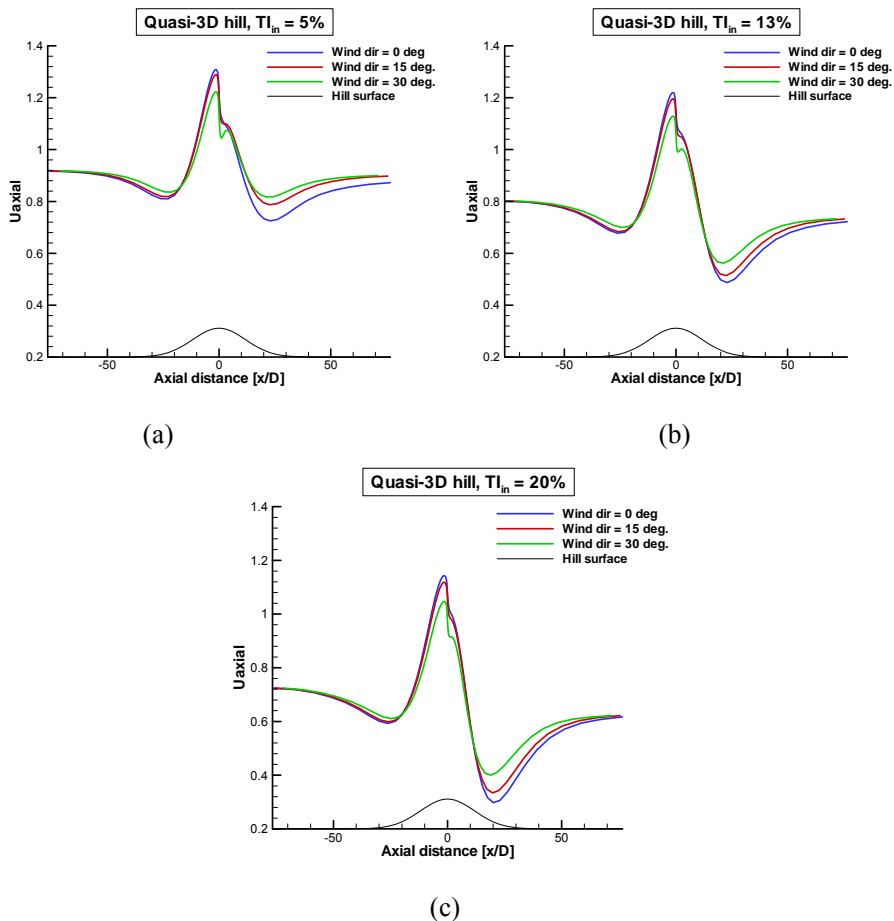 Quasi-3D hill, TI_in = 5%
Wind dir = 0 deg
Wind dir = 15 deg.
Wind dir = 30 deg.
Hill surface
1.4
1.2
1
0.8
0.6
0.4
0.2
Uaxial
-50 0 50
Axial distance [x/D]
(a)
Quasi-3D hill, TI_in = 13%
Wind dir = 0 deg
Wind dir = 15 deg.
Wind dir = 30 deg.
Hill surface
1.4
1.2
1
0.8
0.6
0.4
0.2
Uaxial
-50 0 50
Axial distance [x/D]
(b)
Quasi-3D hill, TI_in = 20%
Wind dir = 0 deg
Wind dir = 15 deg.
Wind dir = 30 deg.
Hill surface
1.4
1.2
1
0.8
0.6
0.4
0.2
Uaxial
-50 0 50
Axial distance [x/D]
(c)